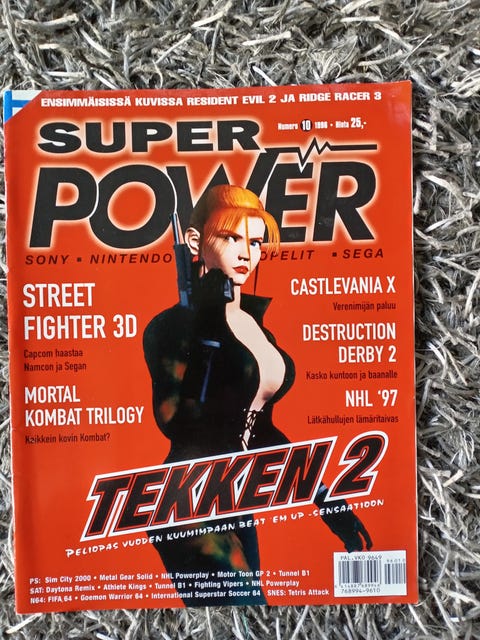 ENSIMMÄISISSÄ KUVISSA RESIDENT EVIL 2 JA RIDGE RACER 3
SUPER
Numero 10 1996 • Hinta 25,-
POWER
SONY ▪ NINTENDO OPELIT ▪ SEGA
STREET
FIGHTER 3D
Capcom haastaa
Namcon ja Segan
MORTAL
KOMBAT TRILOGY
Kaikkein kovin Kombat?
CASTLEVANIA X
Verenimijän paluu
DESTRUCTION
DERBY 2
Kasko kuntoon ja baanalle
NHL '97
Lätkähullujen lämäritaivas
TEKKEN 2
PELIOPAS VUODEN KUUMIMPAAN BEAT 'EM UP -SENSAATIOON
PAL.VKO 9649
PS: Sim City 2000 • Metal Gear Solid • NHL Powerplay • Motor Toon GP 2 • Tunnel B1
SAT: Daytona Remix • Athlete Kings • Tunnel B1 • Fighting Vipers • NHL Powerplay
N64: FIFA 64 • Goemon Warrior 64 • International Superstar Soccer 64 SNES: Tetris Attack
768994-9610